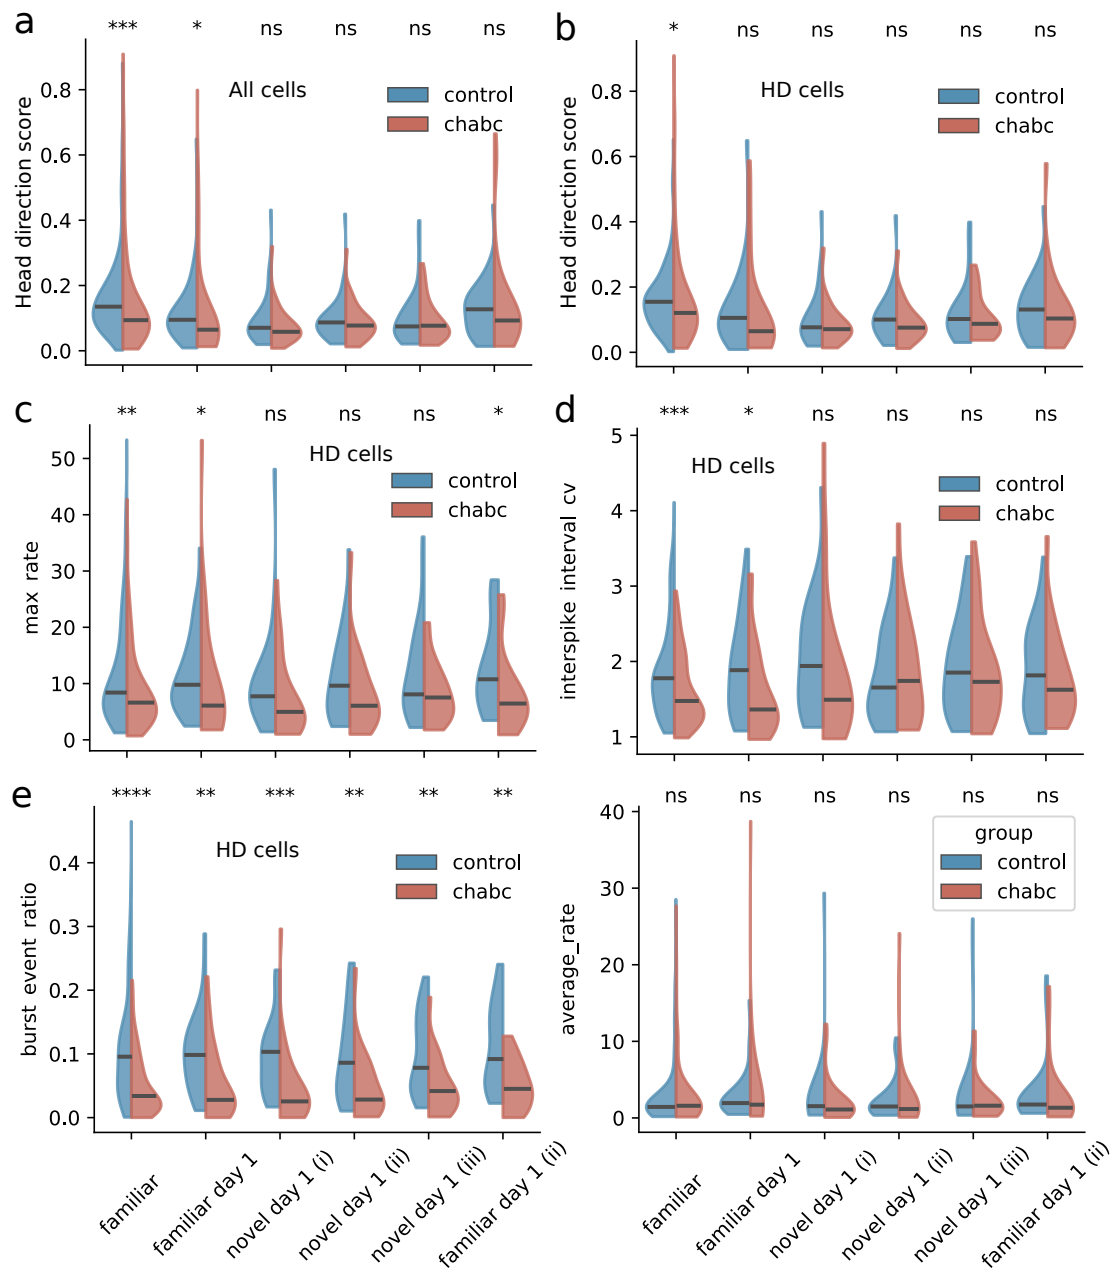 a
*** * ns ns ns ns
All cells
control
chabc
Head direction score
0.8
0.6
0.4
0.2
0.0
b
* ns ns ns ns ns
HD cells
control
chabc
Head direction score
0.8
0.6
0.4
0.2
0.0
c
** * ns ns ns *
HD cells
control
chabc
max rate
50
40
30
20
10
0
d
*** * ns ns ns ns
HD cells
control
chabc
interspike interval cv
5
4
3
2
1
e
**** ** *** ** ** **
HD cells
control
chabc
burst event ratio
0.4
0.3
0.2
0.1
0.0
familiar
familiar day 1
novel day 1 (i)
novel day 1 (ii)
novel day 1 (iii)
familiar day 1 (ii)
ns ns ns ns ns ns
group
control
chabc
average_rate
40
30
20
10
0
familiar
familiar day 1
novel day 1 (i)
novel day 1 (ii)
novel day 1 (iii)
familiar day 1 (ii)